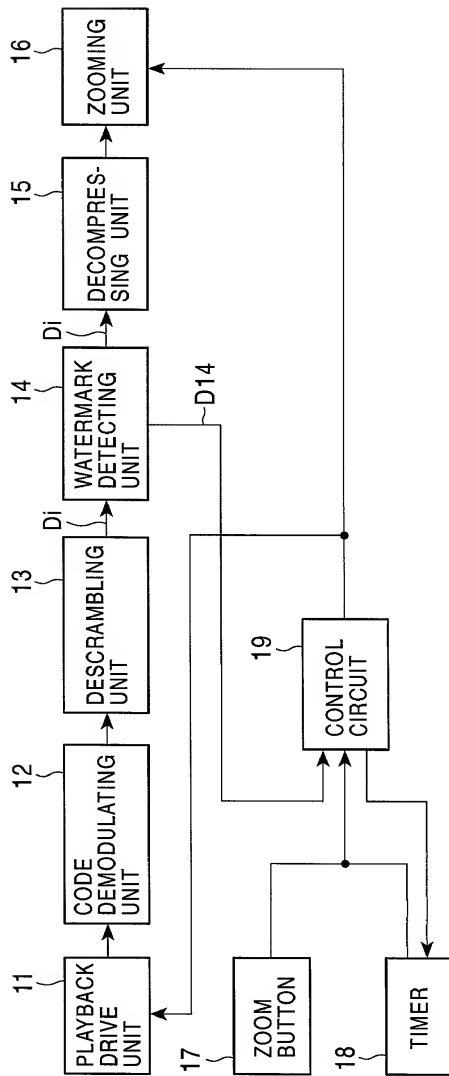 11
PLAYBACK
DRIVE
UNIT
12
CODE
DEMODULATING
UNIT
13
DESCRAMBLING
UNIT
Di
14
WATERMARK
DETECTING
UNIT
Di
15
DECOMPRES-
SING UNIT
16
ZOOMING
UNIT
D14
17
ZOOM
BUTTON
18
TIMER
19
CONTROL
CIRCUIT